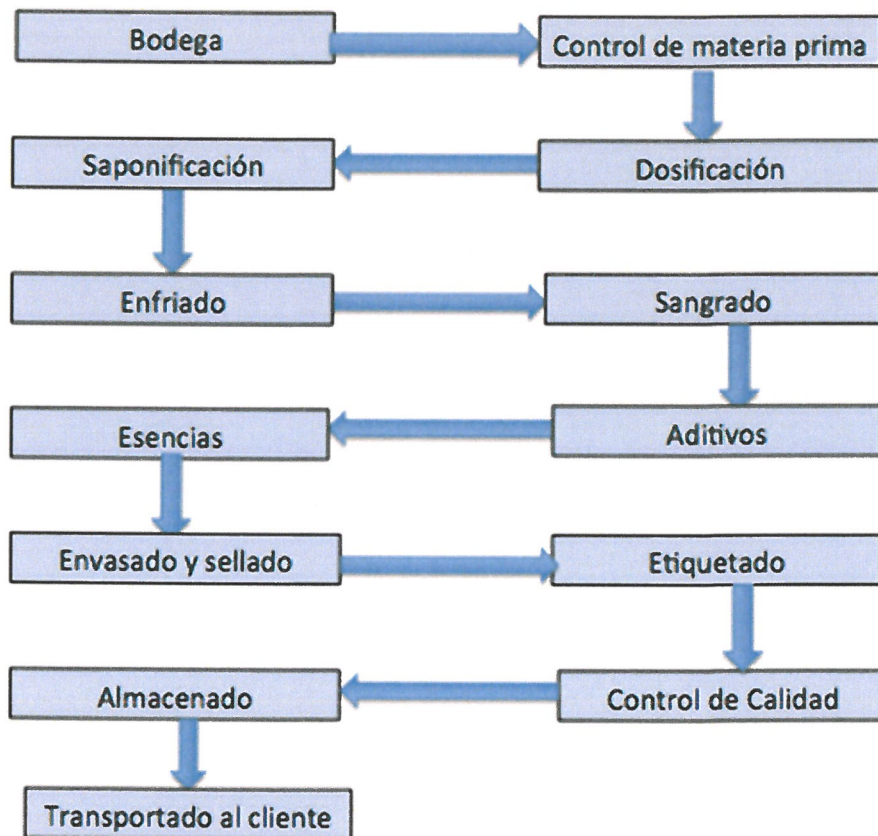 Bodega
Control de materia prima
Dosificación
Saponificación
Enfriado
Sangrado
Aditivos
Esencias
Envasado y sellado
Etiquetado
Control de Calidad
Almacenado
Transportado al cliente